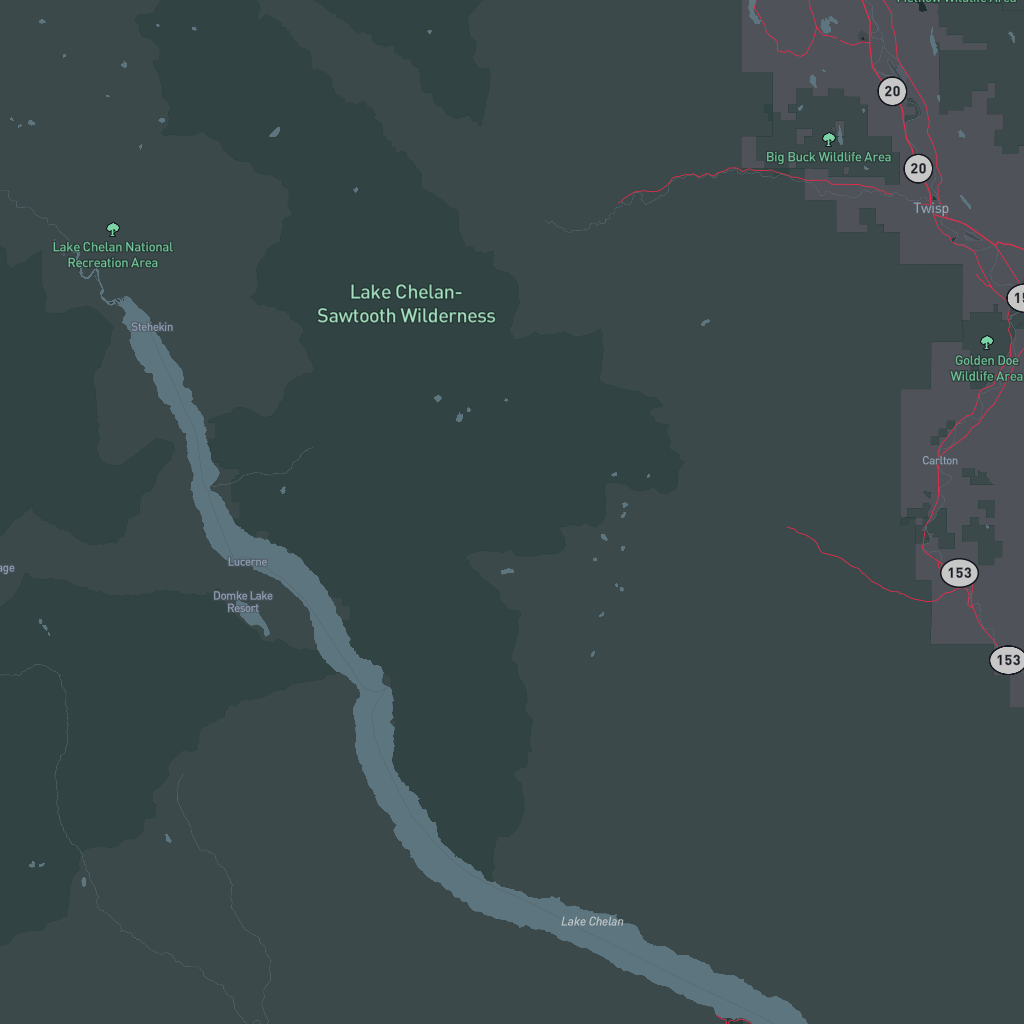 Methow Wildlife Area
20
Big Buck Wildlife Area
20
Twisp
Lake Chelan National
Recreation Area
Lake Chelan-
Sawtooth Wilderness
Stehekin
Golden Doe
Wildlife Area
Carlton
Lucerne
153
Domke Lake
Resort
153
Lake Chelan